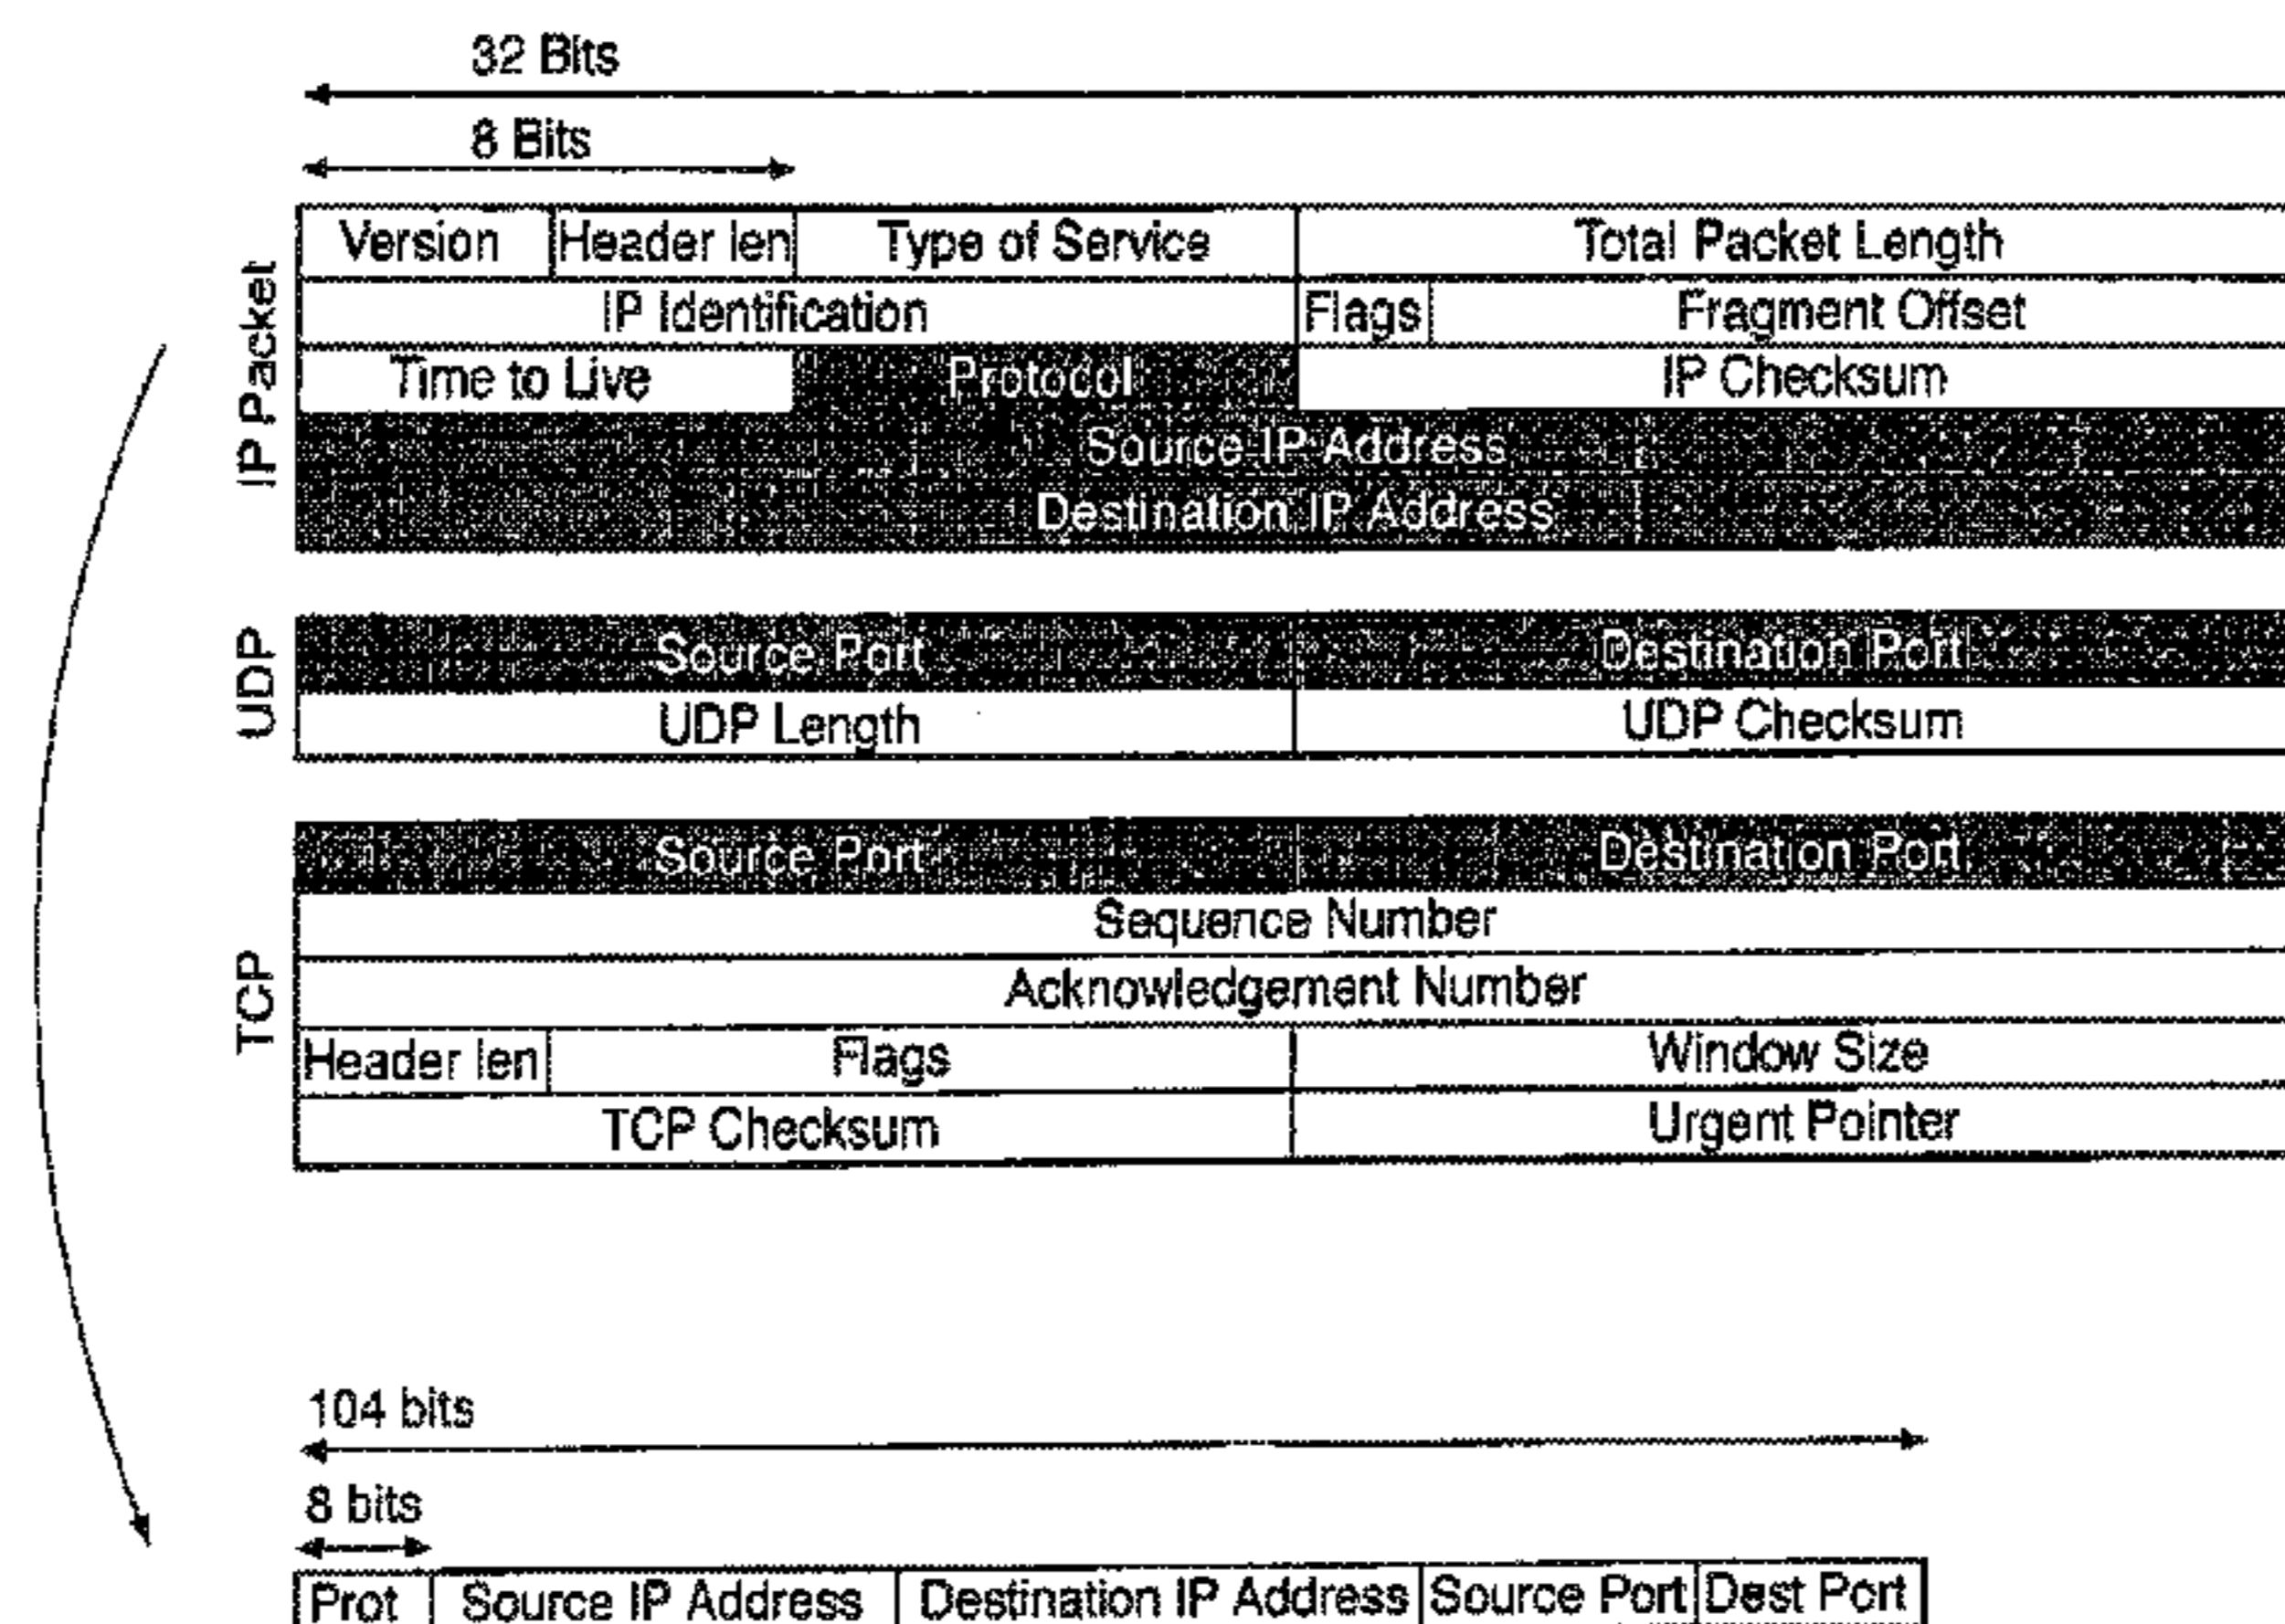 32 Bits
8 Bits
IP Packet
Version Header len Type of Service Total Packet Length
IP Identification Flags Fragment Offset
Time to Live Protocol IP Checksum
Source IP Address
Destination IP Address
UDP
Source Port Destination Port
UDP Length UDP Checksum
TCP
Source Port Destination Port
Sequence Number
Acknowledgement Number
Header len Flags Window Size
TCP Checksum Urgent Pointer
104 bits
8 bits
Prot Source IP Address Destination IP Address Source Port Dest Port